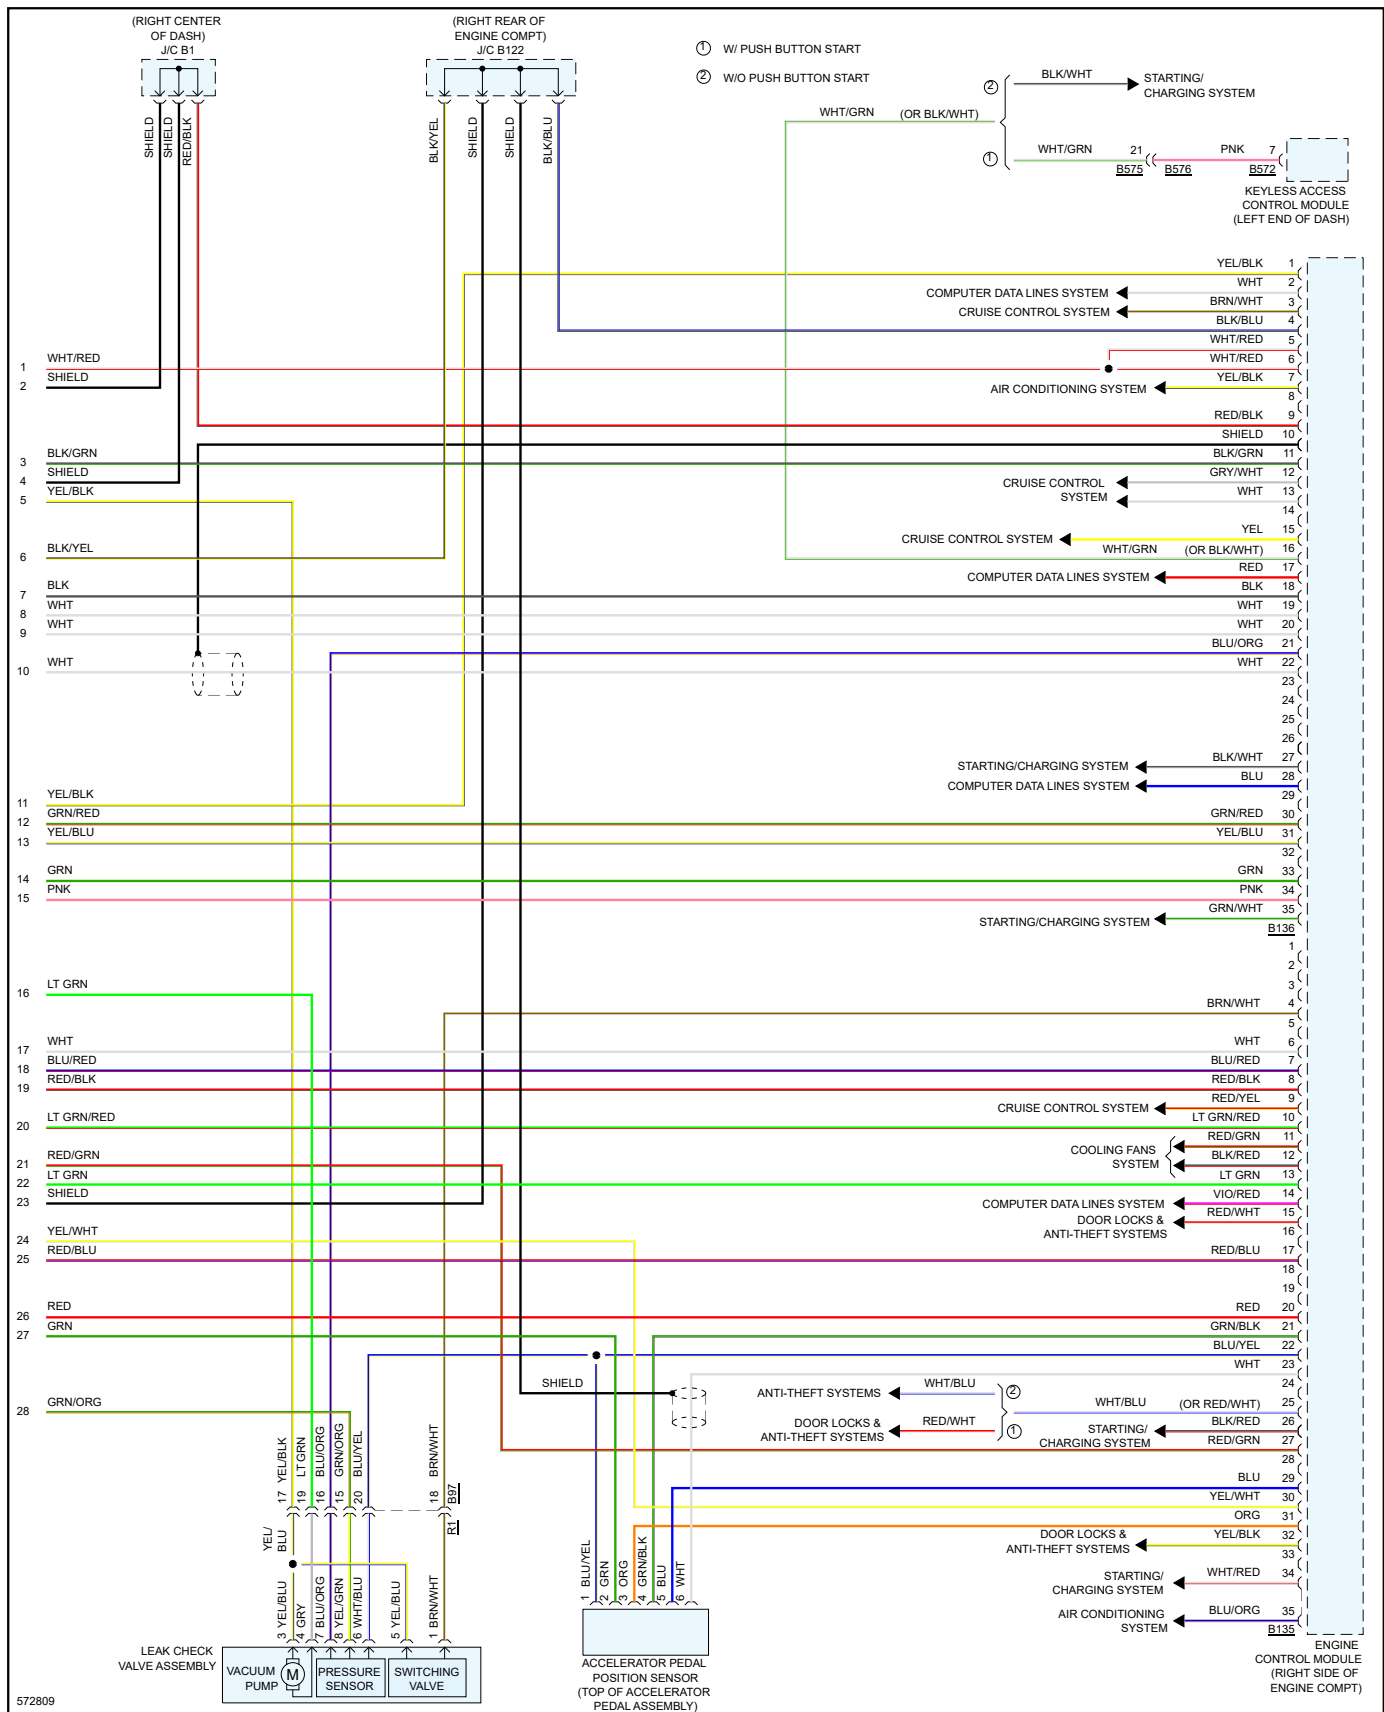 (RIGHT CENTER
OF DASH)
J/C B1
(RIGHT REAR OF
ENGINE COMPT)
J/C B122
1 W/ PUSH BUTTON START
2 W/O PUSH BUTTON START
SHIELD
SHIELD
RED/BLK
BLK/YEL
SHIELD
SHIELD
BLK/BLU
WHT/GRN (OR BLK/WHT)
2
BLK/WHT
STARTING/
CHARGING SYSTEM
1
WHT/GRN 21 PNK 7
B575 B576 B572
KEYLESS ACCESS
CONTROL MODULE
(LEFT END OF DASH)
YEL/BLK 1
WHT 2
COMPUTER DATA LINES SYSTEM
BRN/WHT 3
CRUISE CONTROL SYSTEM
BLK/BLU 4
WHT/RED 5
1 WHT/RED
WHT/RED 6
2 SHIELD
YEL/BLK 7
AIR CONDITIONING SYSTEM
8
RED/BLK 9
SHIELD 10
3 BLK/GRN
BLK/GRN 11
4 SHIELD
GRY/WHT 12
CRUISE CONTROL
SYSTEM
5 YEL/BLK
WHT 13
14
YEL 15
CRUISE CONTROL SYSTEM
6 BLK/YEL
WHT/GRN (OR BLK/WHT) 16
RED 17
COMPUTER DATA LINES SYSTEM
7 BLK
BLK 18
8 WHT
WHT 19
9 WHT
WHT 20
BLU/ORG 21
10 WHT
WHT 22
23
24
25
26
BLK/WHT 27
STARTING/CHARGING SYSTEM
BLU 28
COMPUTER DATA LINES SYSTEM
29
11 YEL/BLK
12 GRN/RED
GRN/RED 30
13 YEL/BLU
YEL/BLU 31
32
14 GRN
GRN 33
15 PNK
PNK 34
GRN/WHT 35
STARTING/CHARGING SYSTEM
B136
1
2
3
16 LT GRN
BRN/WHT 4
5
17 WHT
WHT 6
18 BLU/RED
BLU/RED 7
19 RED/BLK
RED/BLK 8
RED/YEL 9
CRUISE CONTROL SYSTEM
20 LT GRN/RED
LT GRN/RED 10
RED/GRN 11
COOLING FANS
SYSTEM
21 RED/GRN
BLK/RED 12
22 LT GRN
LT GRN 13
23 SHIELD
VIO/RED 14
COMPUTER DATA LINES SYSTEM
RED/WHT 15
DOOR LOCKS &
ANTI-THEFT SYSTEMS
16
24 YEL/WHT
25 RED/BLU
RED/BLU 17
18
19
26 RED
RED 20
27 GRN
GRN/BLK 21
BLU/YEL 22
WHT 23
24
SHIELD
ANTI-THEFT SYSTEMS
WHT/BLU
2
WHT/BLU (OR RED/WHT) 25
28 GRN/ORG
DOOR LOCKS &
ANTI-THEFT SYSTEMS
RED/WHT
1
BLK/RED 26
STARTING/
CHARGING SYSTEM
RED/GRN 27
28
BLU 29
YEL/WHT 30
ORG 31
YEL/BLK 32
DOOR LOCKS &
ANTI-THEFT SYSTEMS
33
WHT/RED 34
STARTING/
CHARGING SYSTEM
BLU/ORG 35
AIR CONDITIONING
SYSTEM
B135
ENGINE
CONTROL MODULE
(RIGHT SIDE OF
ENGINE COMPT)
17 YEL/BLK
19 LT GRN
16 BLU/ORG
15 GRN/ORG
20 BLU/YEL
18 BRN/WHT
B97
R1
YEL/
BLU
3 YEL/BLU
4 GRY
7 BLU/ORG
8 YEL/GRN
6 WHT/BLU
5 YEL/BLU
1 BRN/WHT
LEAK CHECK
VALVE ASSEMBLY
VACUUM
PUMP
M
PRESSURE
SENSOR
SWITCHING
VALVE
1 BLU/YEL
2 GRN
3 ORG
4 GRN/BLK
5 BLU
6 WHT
ACCELERATOR PEDAL
POSITION SENSOR
(TOP OF ACCELERATOR
PEDAL ASSEMBLY)
572809